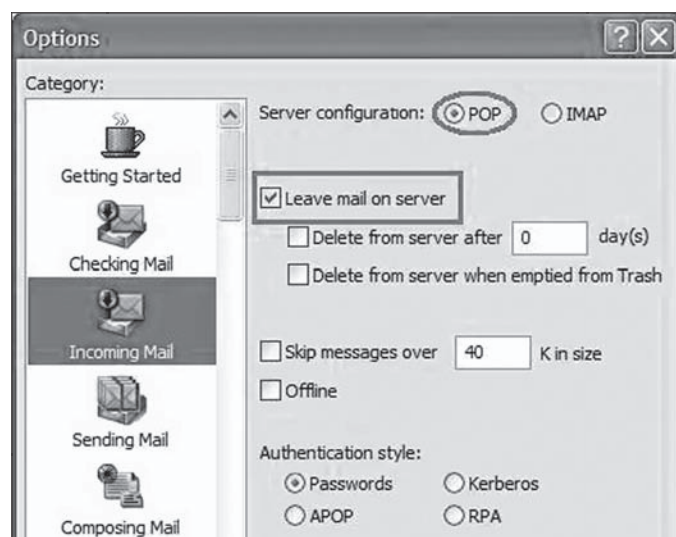 Options
Category:
Getting Started
Checking Mail
Incoming Mail
Sending Mail
Composing Mail
Server configuration: POP IMAP
Leave mail on server
Delete from server after 0 day(s)
Delete from server when emptied from Trash
Skip messages over 40 K in size
Offline
Authentication style:
Passwords Kerberos
APOP RPA